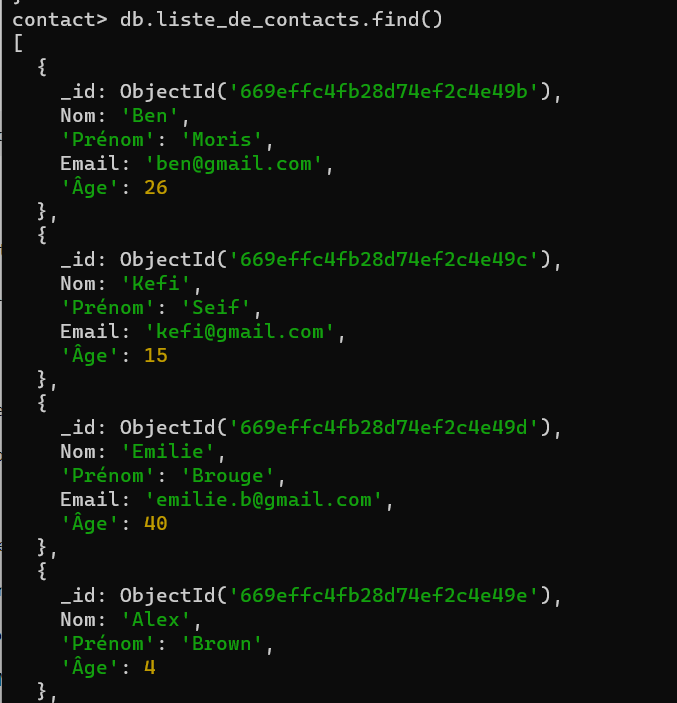 contact> db.liste_de_contacts.find()
[
  {
    _id: ObjectId('669effc4fb28d74ef2c4e49b'),
    Nom: 'Ben',
    'Prénom': 'Moris',
    Email: 'ben@gmail.com',
    'Âge': 26
  },
  {
    _id: ObjectId('669effc4fb28d74ef2c4e49c'),
    Nom: 'Kefi',
    'Prénom': 'Seif',
    Email: 'kefi@gmail.com',
    'Âge': 15
  },
  {
    _id: ObjectId('669effc4fb28d74ef2c4e49d'),
    Nom: 'Emilie',
    'Prénom': 'Brouge',
    Email: 'emilie.b@gmail.com',
    'Âge': 40
  },
  {
    _id: ObjectId('669effc4fb28d74ef2c4e49e'),
    Nom: 'Alex',
    'Prénom': 'Brown',
    'Âge': 4
  },